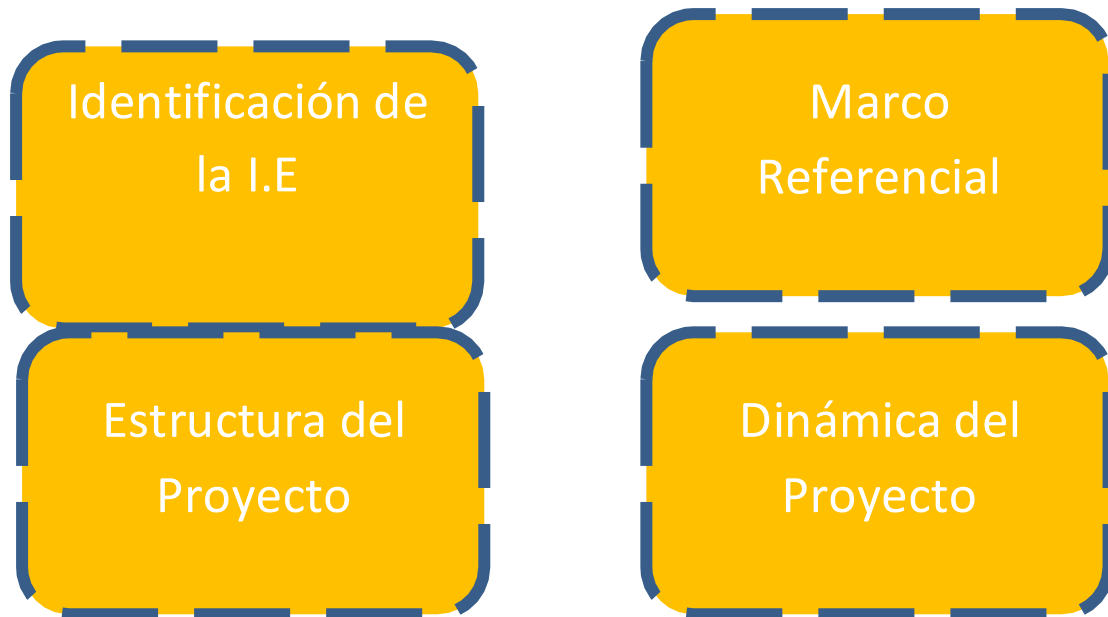 Identificación de
la I.E
Marco
Referencial
Estructura del
Proyecto
Dinámica del
Proyecto